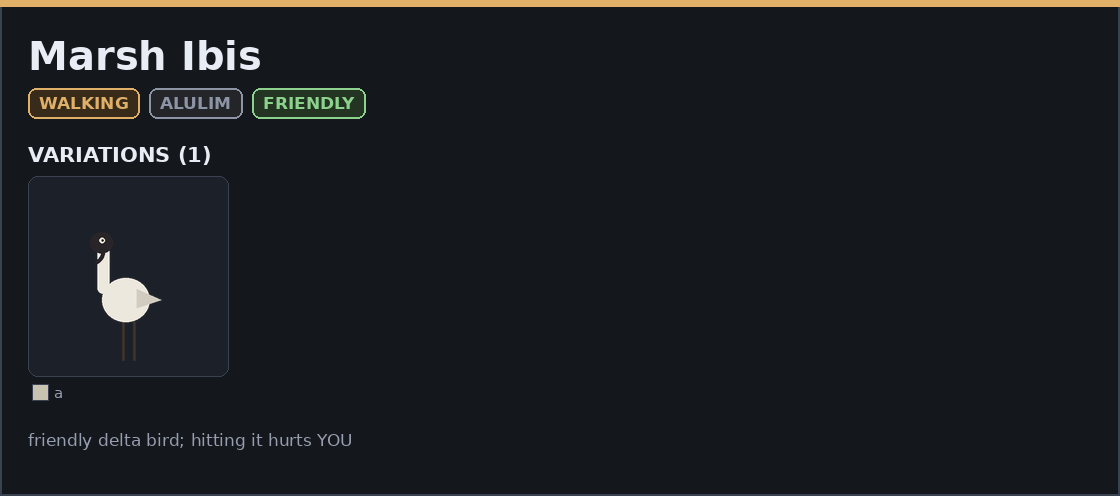 Marsh Ibis
WALKING ALULIM FRIENDLY
VARIATIONS (1)
a
friendly delta bird; hitting it hurts YOU